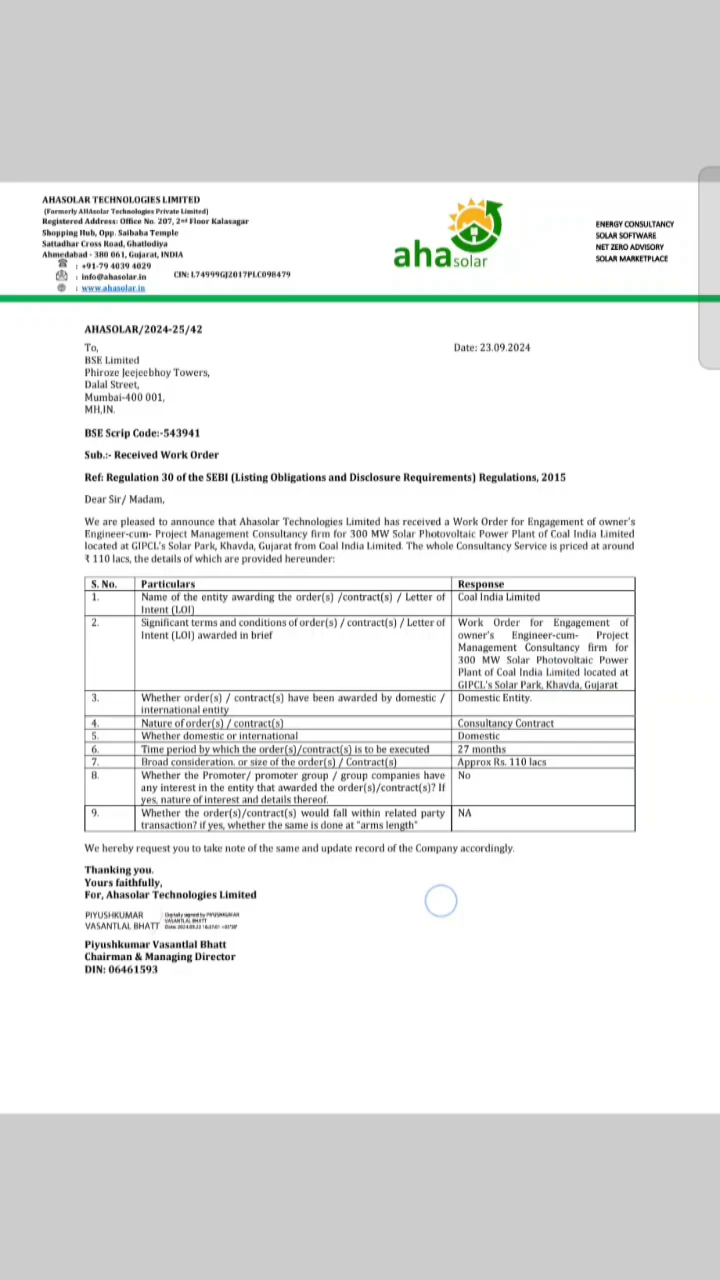 AHASOLAR TECHNOLOGIES LIMITED
(Formerly AHAsolar Technologies Private Limited)
Registered Address: Office No. 207, 2nd Floor Kalasagar
Shopping Hub, Opp. Saibaba Temple
Sattadhar Cross Road, Ghatlodiya
Ahmedabad - 380 061, Gujarat, INDIA
: +91-79 4039 4029
: info@ahasolar.in CIN: L74999GJ2017PLC098479
: www.ahasolar.in
aha solar
ENERGY CONSULTANCY
SOLAR SOFTWARE
NET ZERO ADVISORY
SOLAR MARKETPLACE
AHASOLAR/2024-25/42
To, Date: 23.09.2024
BSE Limited
Phiroze Jeejeebhoy Towers,
Dalal Street,
Mumbai-400 001,
MH,IN.
BSE Scrip Code:-543941
Sub.:- Received Work Order
Ref: Regulation 30 of the SEBI (Listing Obligations and Disclosure Requirements) Regulations, 2015
Dear Sir/ Madam,
We are pleased to announce that Ahasolar Technologies Limited has received a Work Order for Engagement of owner's
Engineer-cum- Project Management Consultancy firm for 300 MW Solar Photovoltaic Power Plant of Coal India Limited
located at GIPCL's Solar Park, Khavda, Gujarat from Coal India Limited. The whole Consultancy Service is priced at around
₹ 110 lacs, the details of which are provided hereunder:
S. No. Particulars Response
1. Name of the entity awarding the order(s) /contract(s) / Letter of Coal India Limited
Intent (LOI)
2. Significant terms and conditions of order(s) / contract(s) / Letter of Work Order for Engagement of
Intent (LOI) awarded in brief owner's Engineer-cum- Project
Management Consultancy firm for
300 MW Solar Photovoltaic Power
Plant of Coal India Limited located at
GIPCL's Solar Park, Khavda, Gujarat
3. Whether order(s) / contract(s) have been awarded by domestic / Domestic Entity.
international entity
4. Nature of order(s) / contract(s) Consultancy Contract
5. Whether domestic or international Domestic
6. Time period by which the order(s)/contract(s) is to be executed 27 months
7. Broad consideration or size of the order(s) / Contract(s) Approx Rs. 110 lacs
8. Whether the Promoter/ promoter group / group companies have No
any interest in the entity that awarded the order(s)/contract(s)? If
yes, nature of interest and details thereof.
9. Whether the order(s)/contract(s) would fall within related party NA
transaction? if yes, whether the same is done at "arms length"
We hereby request you to take note of the same and update record of the Company accordingly.
Thanking you.
Yours faithfully,
For, Ahasolar Technologies Limited
PIYUSHKUMAR Digitally signed by PIYUSHKUMAR
VASANTLAL BHATT VASANTLAL BHATT
Piyushkumar Vasantlal Bhatt
Chairman & Managing Director
DIN: 06461593